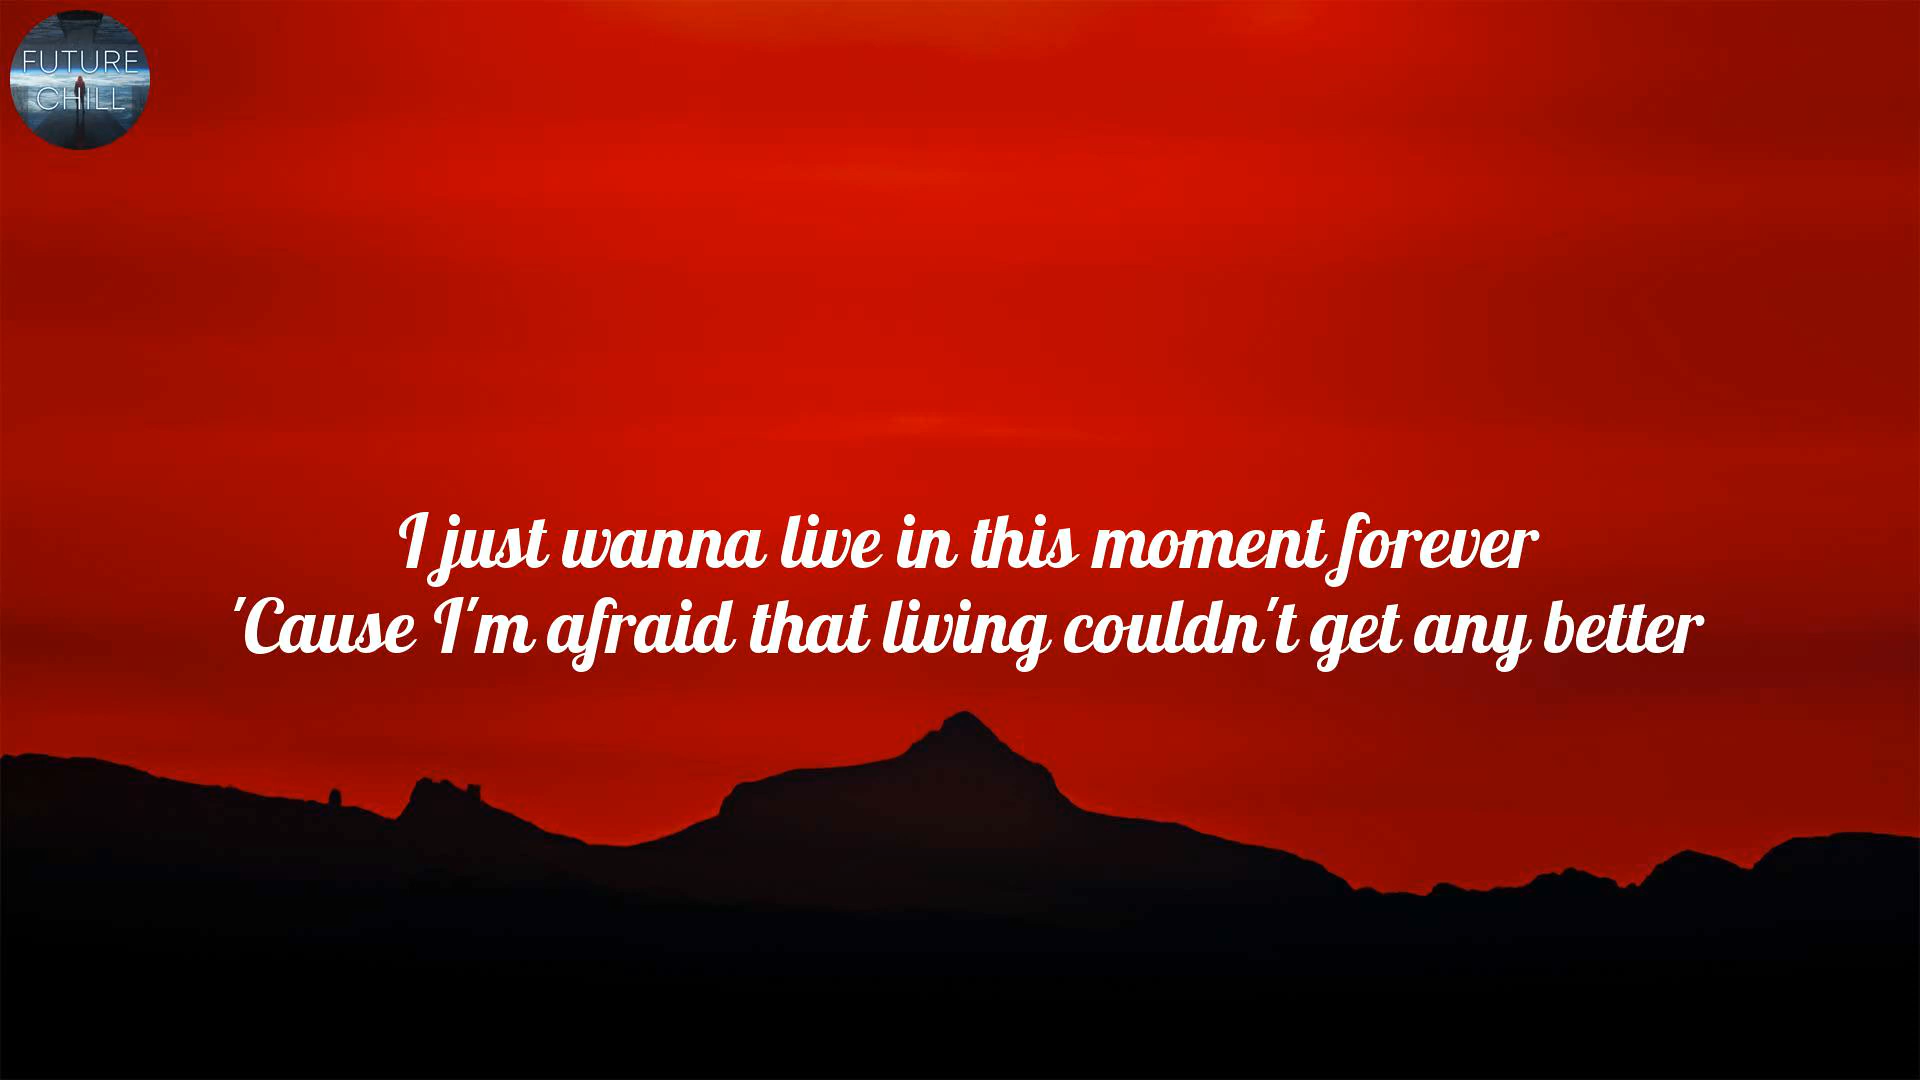 FUTURE
CHILL
I just wanna live in this moment forever
'Cause I'm afraid that living couldn't get any better